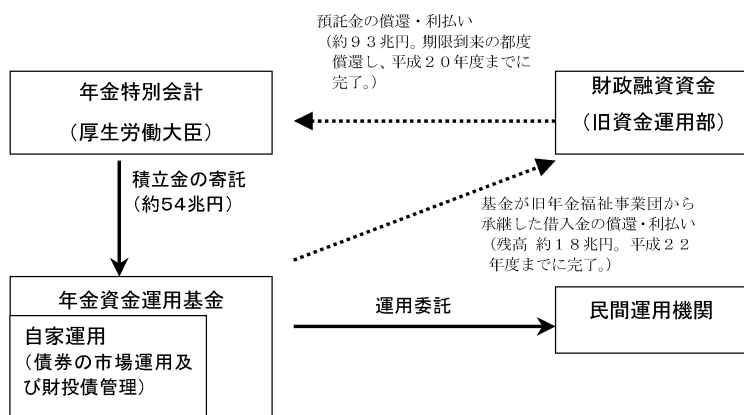 預託金の償還・利払い
（約９３兆円。期限到来の都度
償還し、平成２０年度までに
完了。）
年金特別会計
（厚生労働大臣）
財政融資資金
（旧資金運用部）
積立金の寄託
（約54兆円）
基金が旧年金福祉事業団から
承継した借入金の償還・利払い
（残高 約１８兆円。平成２２
年度までに完了。）
年金資金運用基金
自家運用
（債券の市場運用及
び財投債管理）
運用委託
民間運用機関